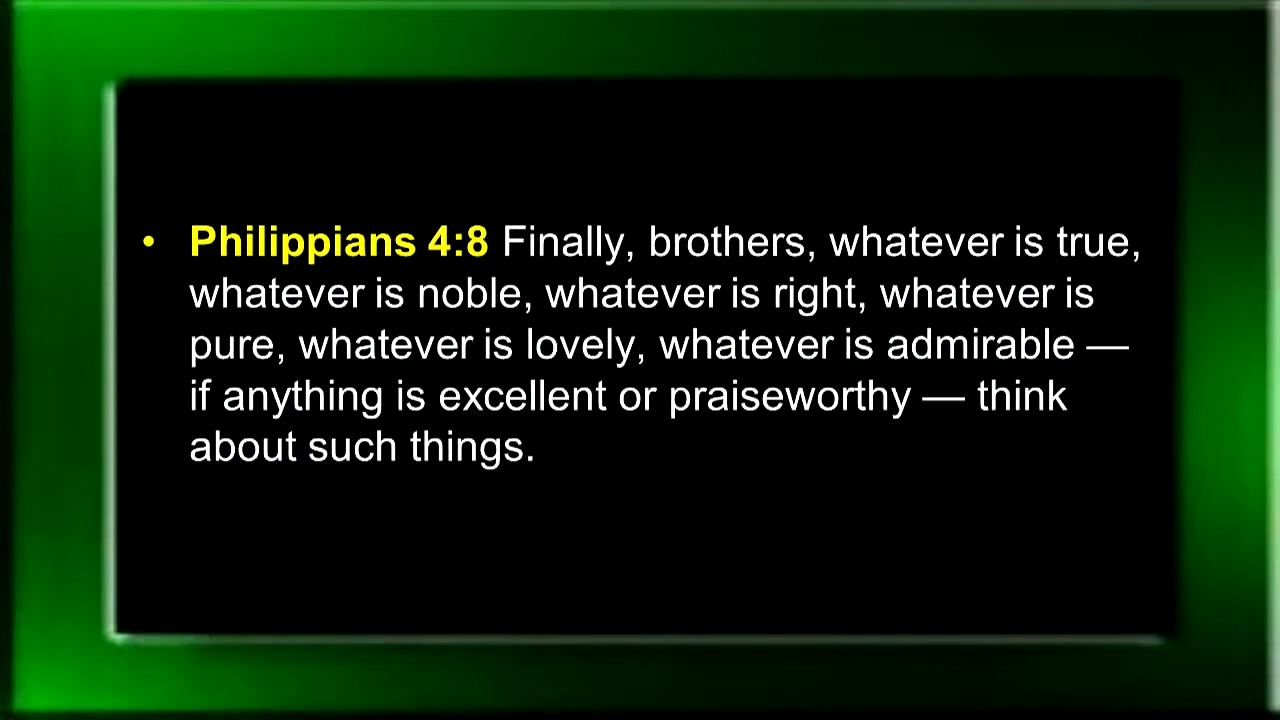 • Philippians 4:8 Finally, brothers, whatever is true,
whatever is noble, whatever is right, whatever is
pure, whatever is lovely, whatever is admirable —
if anything is excellent or praiseworthy — think
about such things.